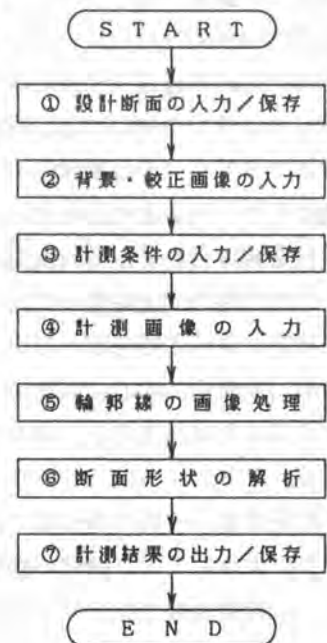 START
① 設計断面の入力／保存
② 背景・較正画像の入力
③ 計測条件の入力／保存
④ 計測画像の入力
⑤ 輪郭線の画像処理
⑥ 断面形状の解析
⑦ 計測結果の出力／保存
END